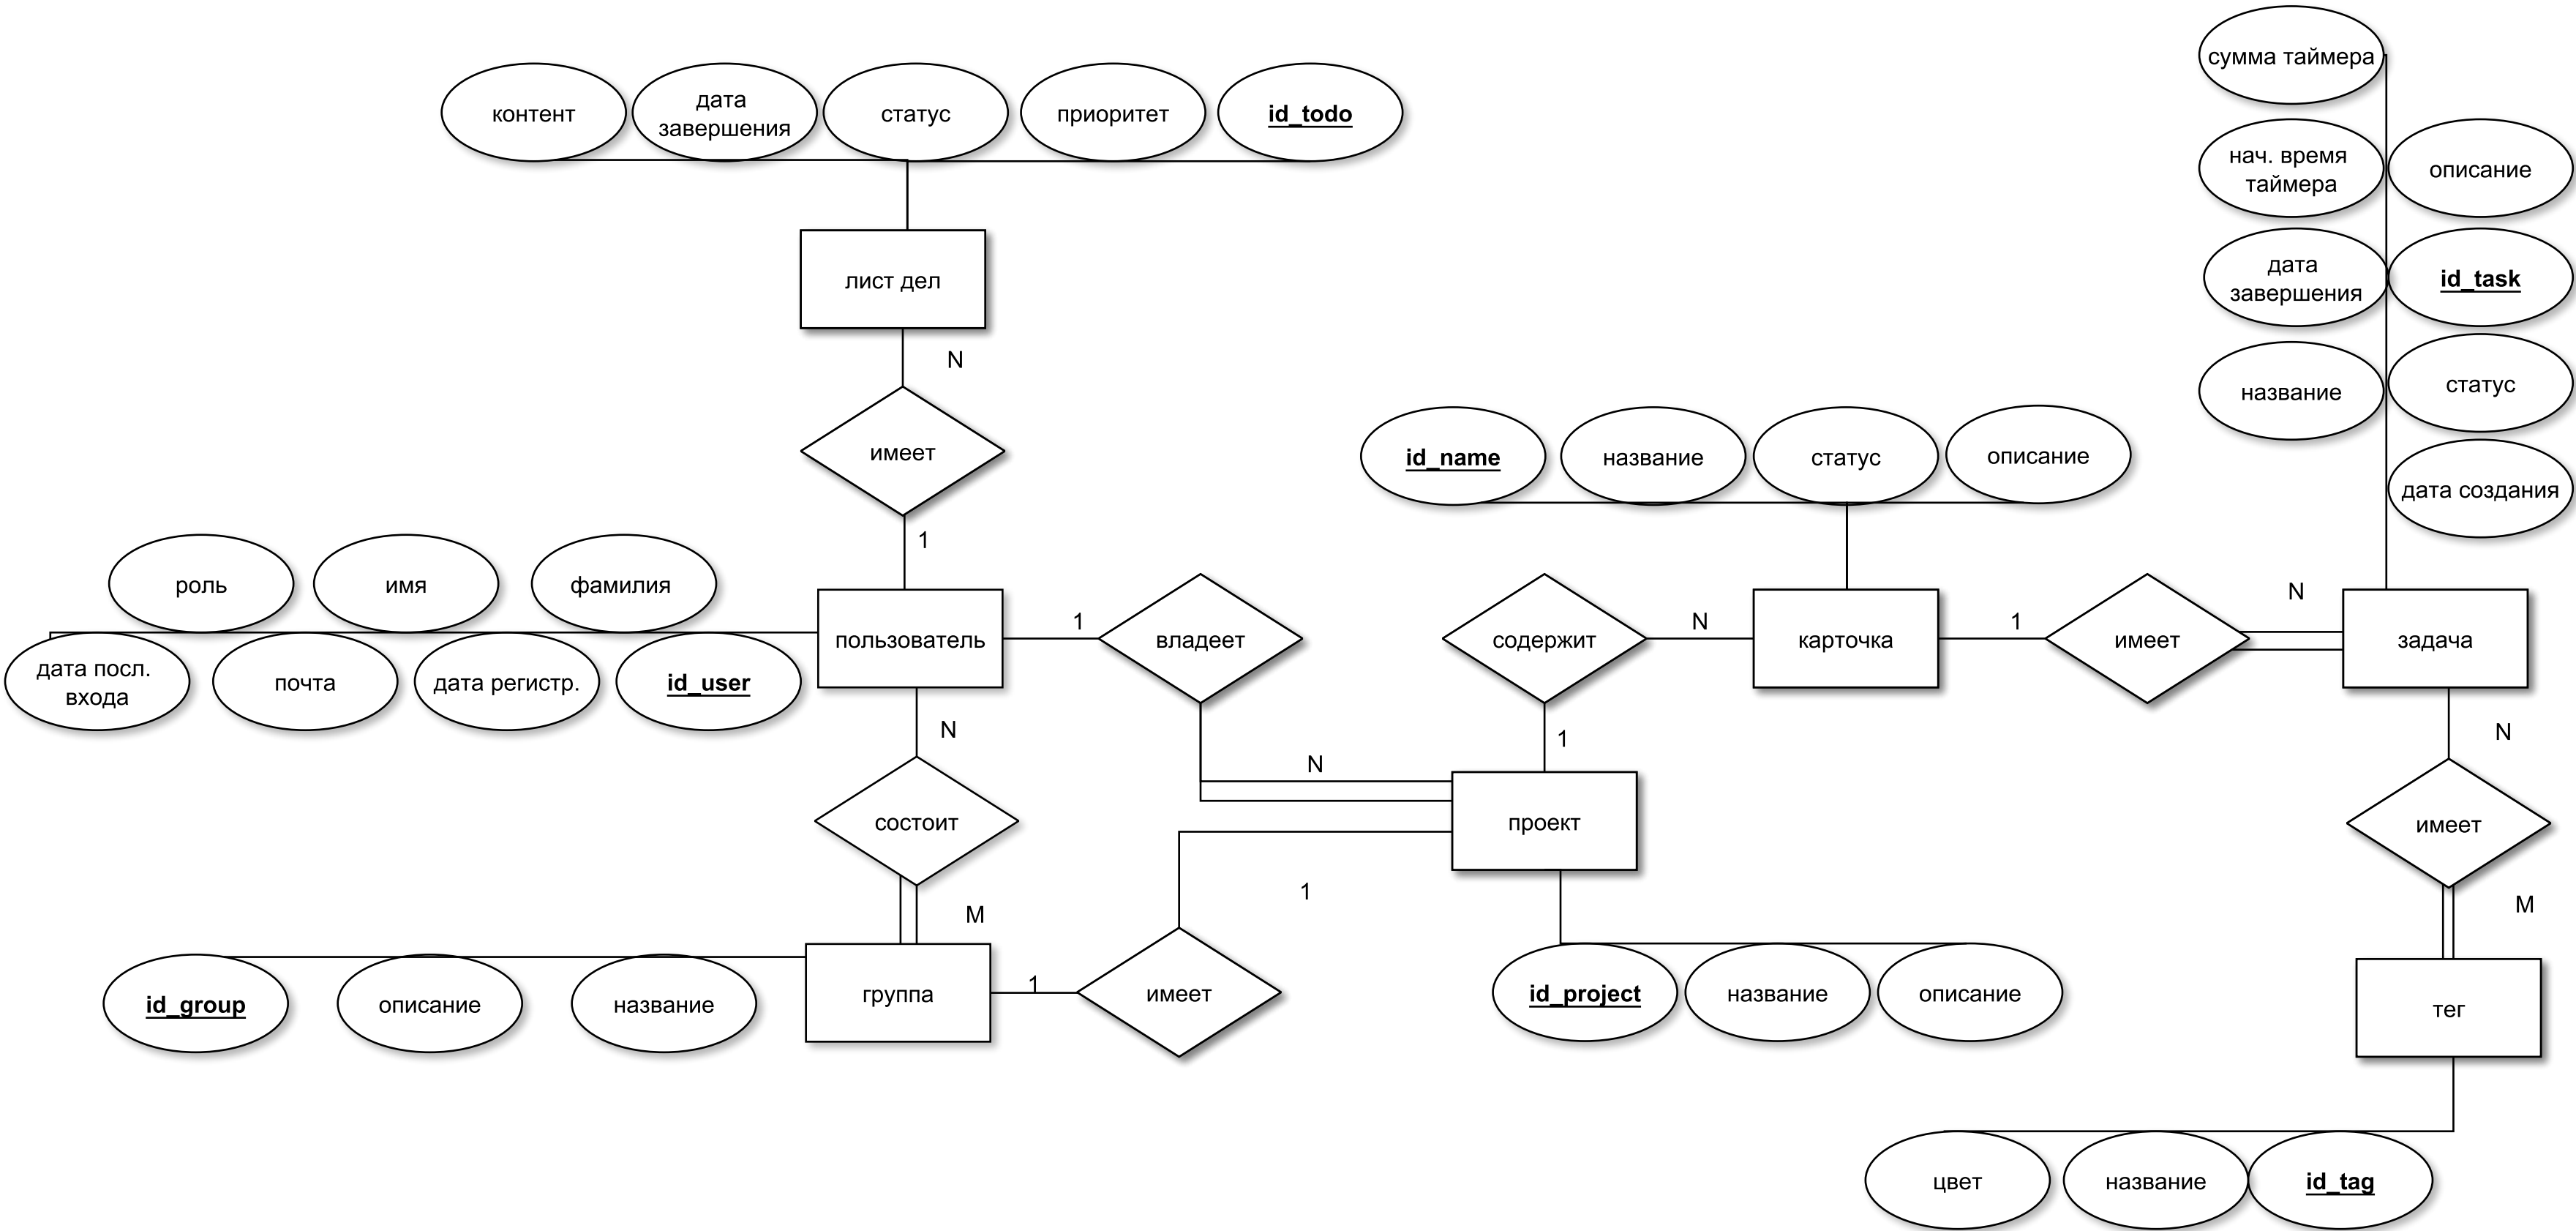 сумма таймера
контент
дата
завершения
статус
приоритет
id_todo
нач. время
таймера
описание
дата
завершения
id_task
лист дел
N
название
статус
имеет
id_name
название
статус
описание
дата создания
1
роль
имя
фамилия
пользователь
1
владеет
содержит
N
карточка
1
имеет
N
задача
дата посл.
входа
почта
дата регистр.
id_user
N
1
N
N
состоит
проект
имеет
M
1
M
id_group
описание
название
группа
1
имеет
id_project
название
описание
тег
цвет
название
id_tag